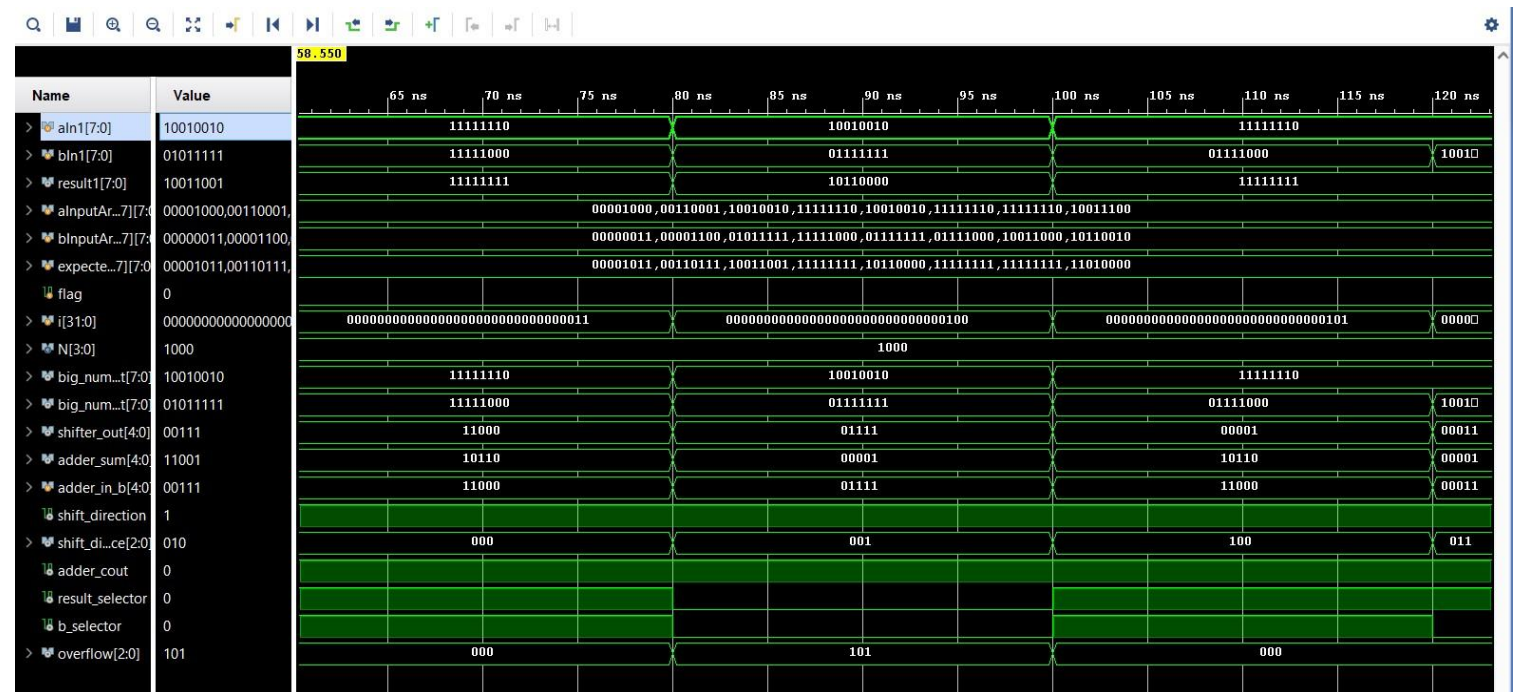 58.550
Name Value 65 ns 70 ns 75 ns 80 ns 85 ns 90 ns 95 ns 100 ns 105 ns 110 ns 115 ns 120 ns
aIn1[7:0] 10010010 11111110 10010010 11111110
bIn1[7:0] 01011111 11111000 01111111 01111000 1001
result1[7:0] 10011001 11111111 10110000 11111111
aInputAr...7][7:0 00001000,00110001, 00001000,00110001,10010010,11111110,10010010,11111110,11111110,10011100
bInputAr...7][7:0 00000011,00001100, 00000011,00001100,01011111,11111000,01111111,01111000,10011000,10110010
expecte...7][7:0 00001011,00110111, 00001011,00110111,10011001,11111111,10110000,11111111,11111111,11010000
flag 0
i[31:0] 0000000000000000 00000000000000000000000000000011 00000000000000000000000000000100 00000000000000000000000000000101 0000
N[3:0] 1000 1000
big_num...t[7:0] 10010010 11111110 10010010 11111110
big_num...t[7:0] 01011111 11111000 01111111 01111000 1001
shifter_out[4:0] 00111 11000 01111 00001 00011
adder_sum[4:0] 11001 10110 00001 10110 00001
adder_in_b[4:0] 00111 11000 01111 11000 00011
shift_direction 1
shift_di...ce[2:0] 010 000 001 100 011
adder_cout 0
result_selector 0
b_selector 0
overflow[2:0] 101 000 101 000